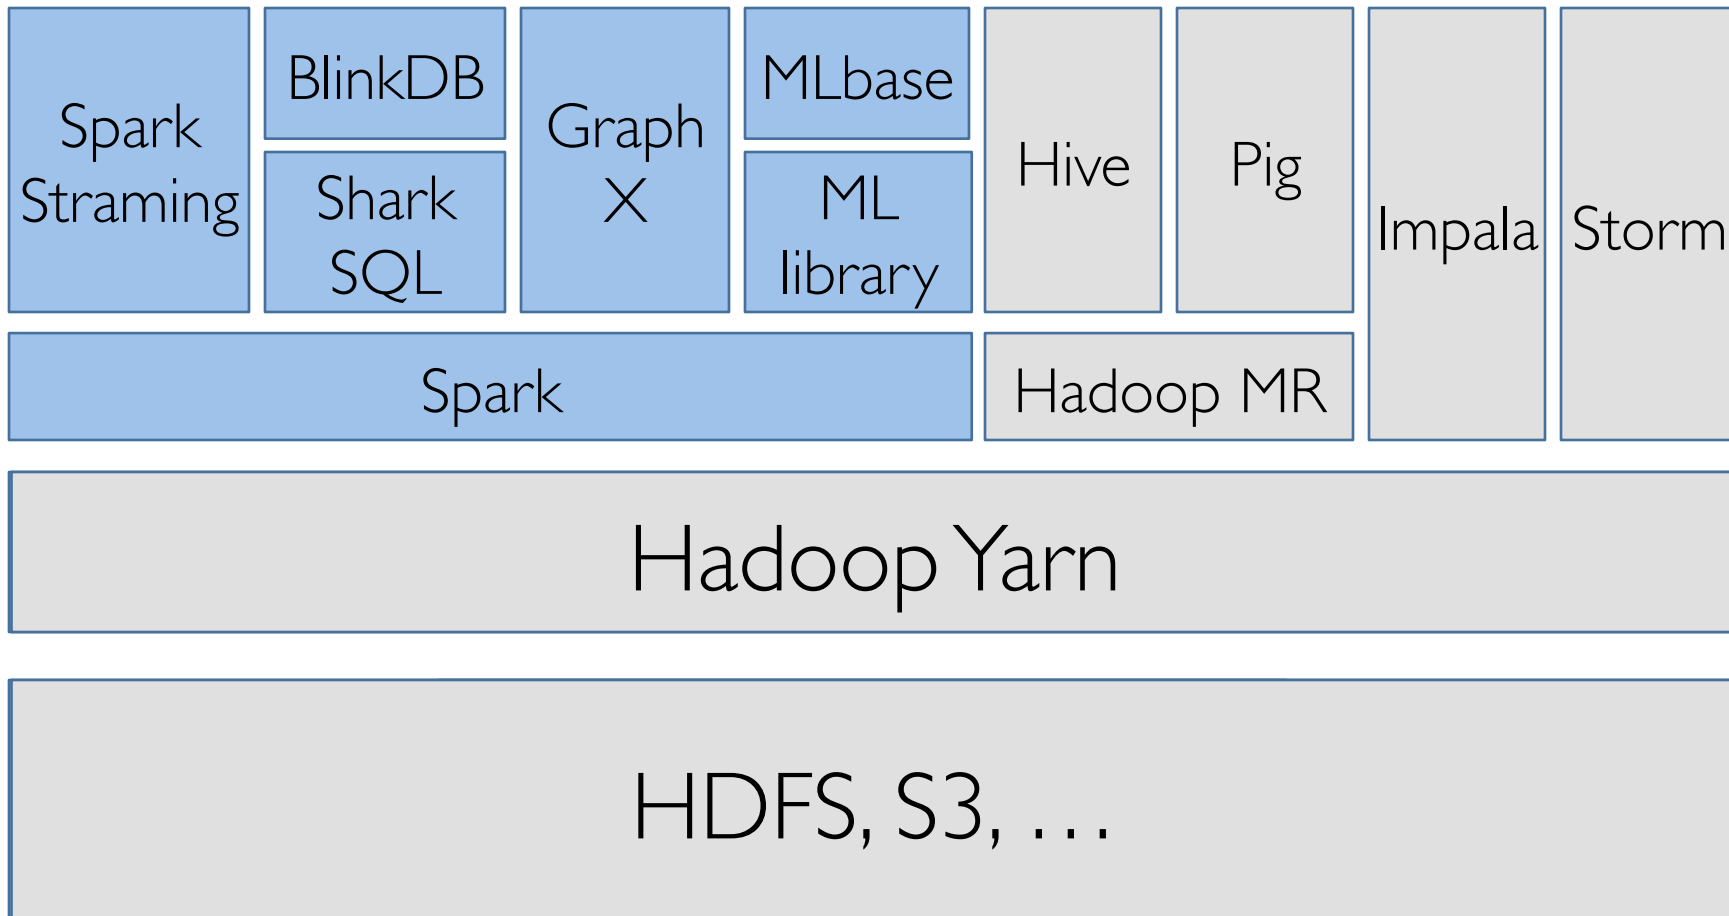 Spark
Straming
BlinkDB
Shark
SQL
Graph
X
MLbase
ML
library
Hive
Pig
Impala
Storm
Spark
Hadoop MR
Hadoop Yarn
HDFS, S3, …